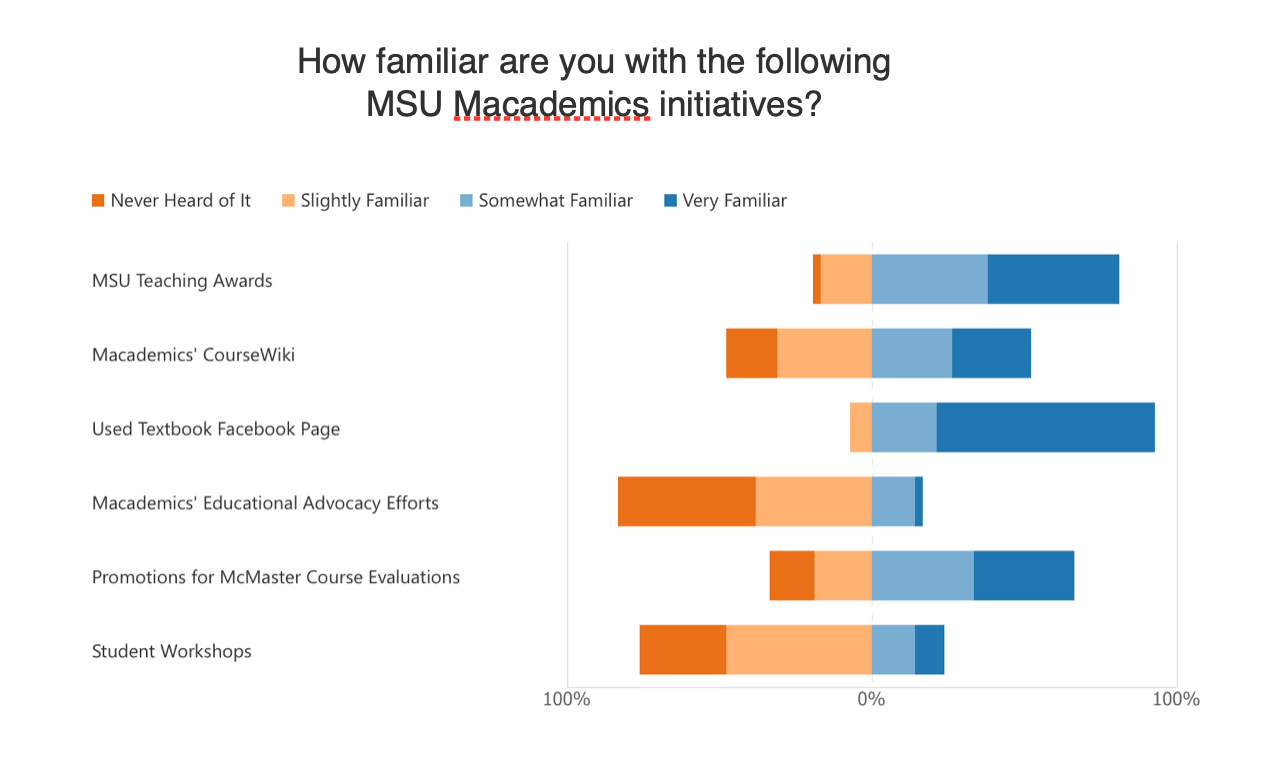 How familiar are you with the following
MSU Macademics initiatives?
Never Heard of It Slightly Familiar Somewhat Familiar Very Familiar
MSU Teaching Awards
Macademics' CourseWiki
Used Textbook Facebook Page
Macademics' Educational Advocacy Efforts
Promotions for McMaster Course Evaluations
Student Workshops
100% 0% 100%